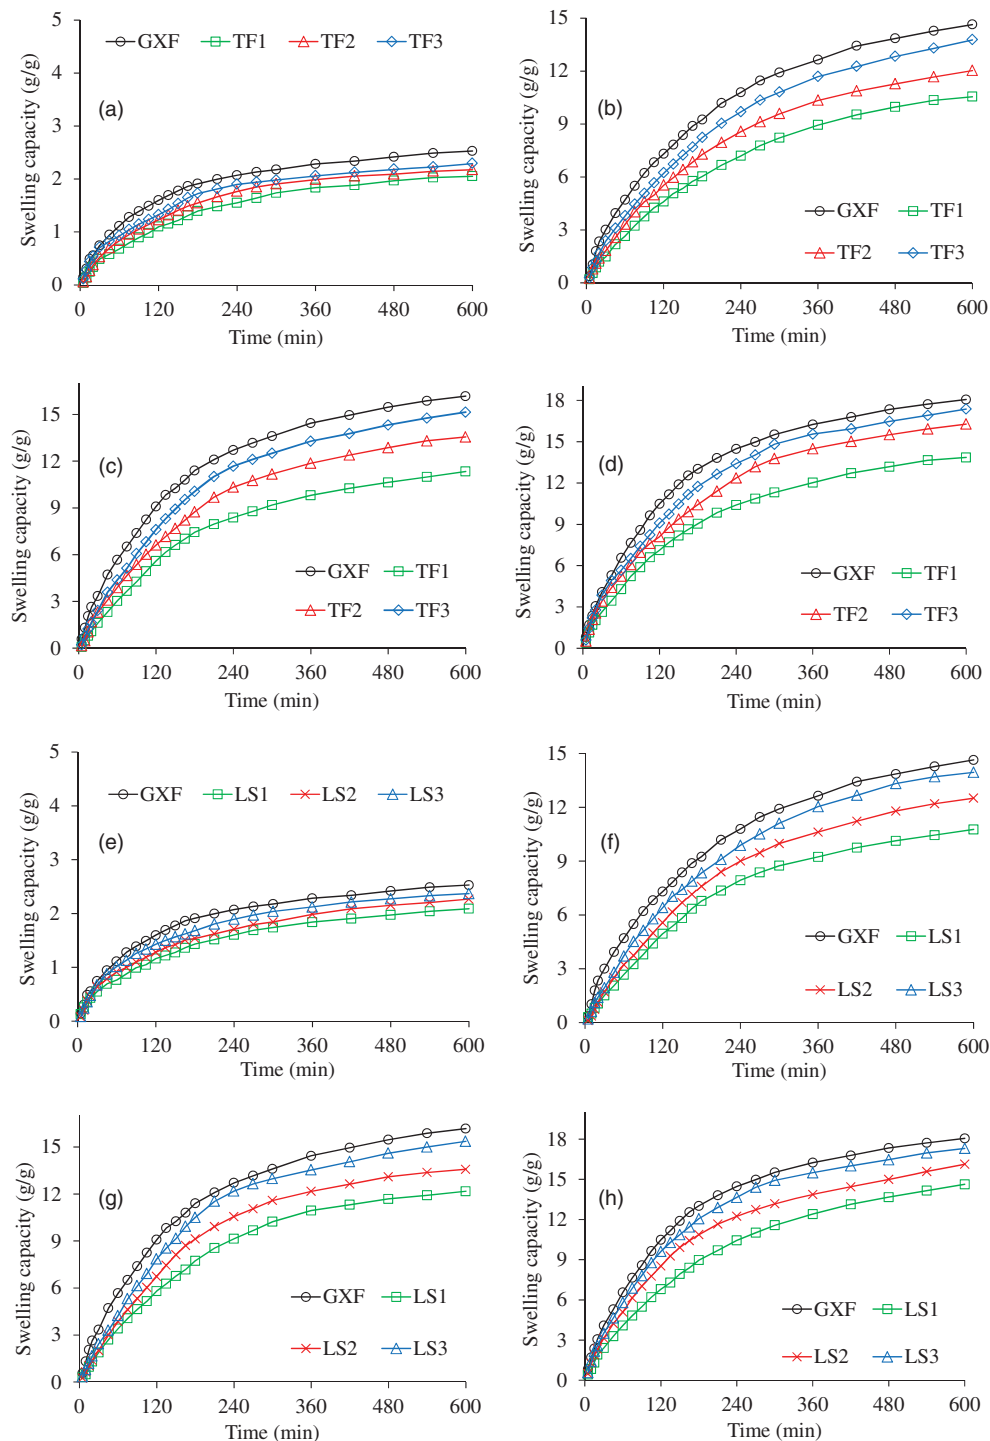 5
4
3
2
1
0
Swelling capacity (g/g)
GXF TF1 TF2 TF3
(a)
0 120 240 360 480 600
Time (min)
15
12
9
6
3
0
Swelling capacity (g/g)
(b)
GXF TF1
TF2 TF3
0 120 240 360 480 600
Time (min)
15
12
9
6
3
0
Swelling capacity (g/g)
(c)
GXF TF1
TF2 TF3
0 120 240 360 480 600
Time (min)
18
15
12
9
6
3
0
Swelling capacity (g/g)
(d)
GXF TF1
TF2 TF3
0 120 240 360 480 600
Time (min)
5
4
3
2
1
0
Swelling capacity (g/g)
GXF LS1 LS2 LS3
(e)
0 120 240 360 480 600
Time (min)
15
12
9
6
3
0
Swelling capacity (g/g)
(f)
GXF LS1
LS2 LS3
0 120 240 360 480 600
Time (min)
15
12
9
6
3
0
Swelling capacity (g/g)
(g)
GXF LS1
LS2 LS3
0 120 240 360 480 600
Time (min)
18
15
12
9
6
3
0
Swelling capacity (g/g)
(h)
GXF LS1
LS2 LS3
0 120 240 360 480 600
Time (min)